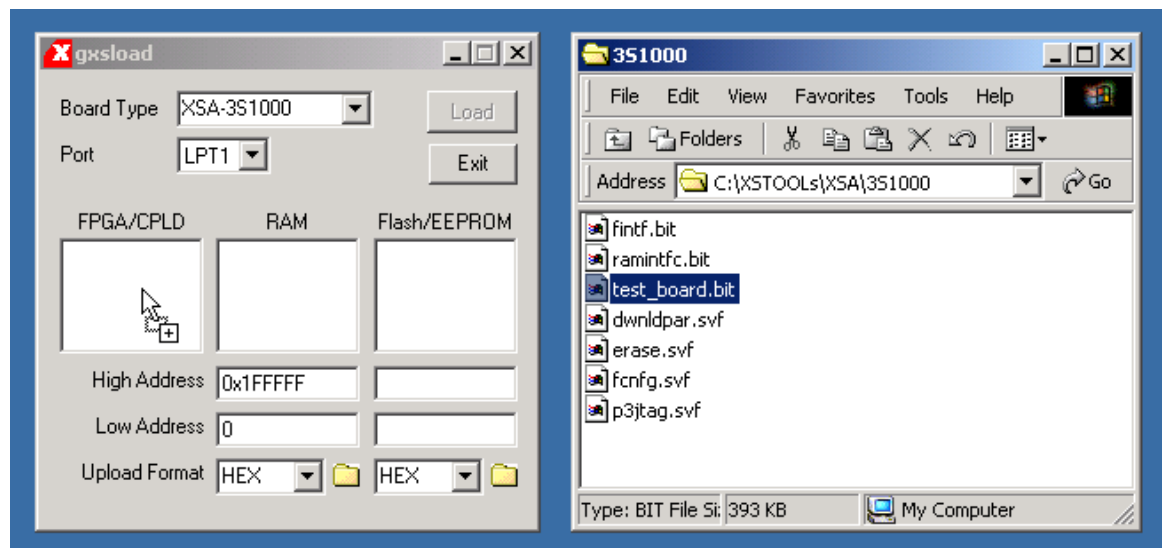 gxsload
Board Type XSA-3S1000 Load
Port LPT1 Exit
FPGA/CPLD RAM Flash/EEPROM
High Address 0x1FFFFF
Low Address 0
Upload Format HEX HEX
3S1000
File Edit View Favorites Tools Help
Folders
Address C:\XSTOOLs\XSA\3S1000 Go
fintf.bit
ramintfc.bit
test_board.bit
dwnldpar.svf
erase.svf
fcnfg.svf
p3jtag.svf
Type: BIT File Si: 393 KB My Computer